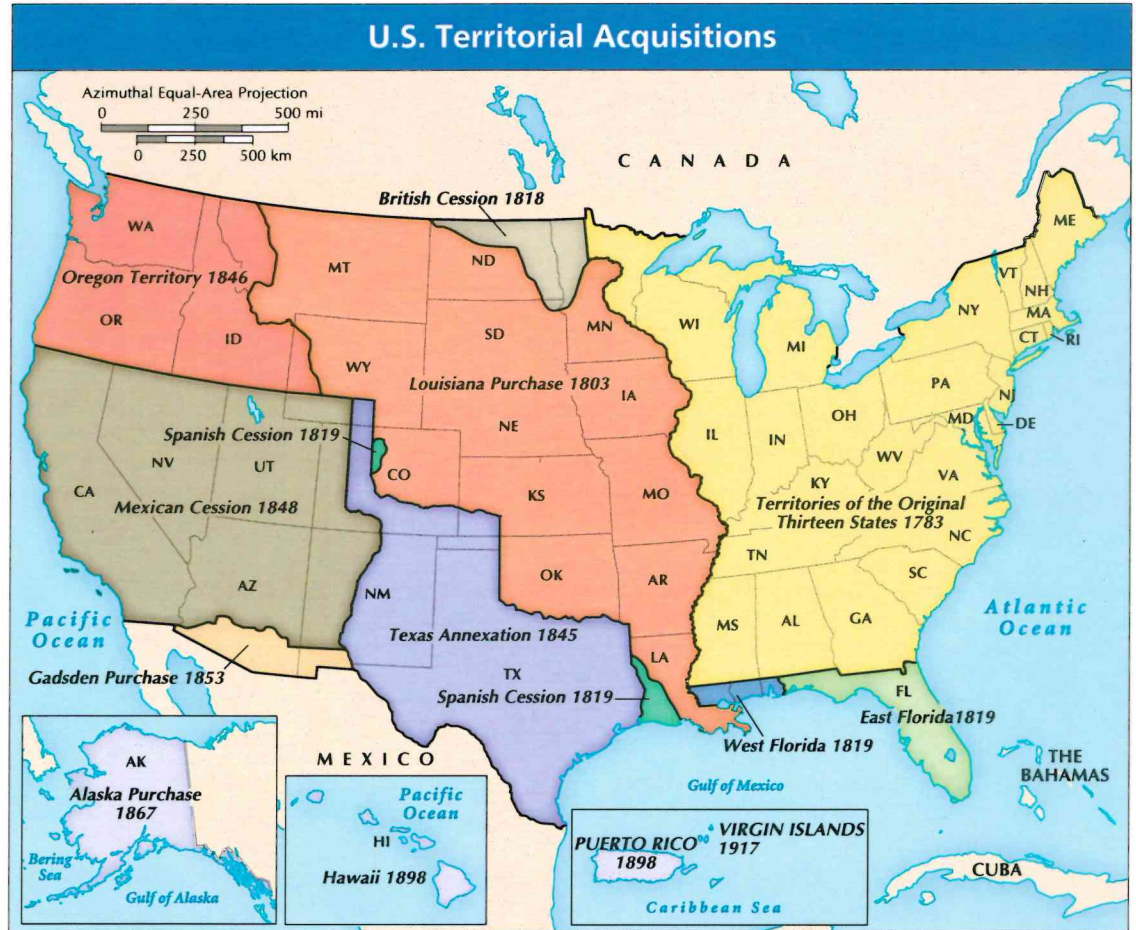 U.S. Territorial Acquisitions
Azimuthal Equal-Area Projection
0 250 500 mi
0 250 500 km
CANADA
British Cession 1818
WA
MT
ND
ME
Oregon Territory 1846
VT
NH
OR
ID
SD
MN
WI
NY
MA
CT
RI
WY
MI
Louisiana Purchase 1803
IA
PA
NJ
Spanish Cession 1819
NE
OH
MD
DE
IL
IN
NV
UT
CO
WV
VA
CA
KS
MO
KY
Mexican Cession 1848
Territories of the Original
Thirteen States 1783
NC
TN
AZ
NM
OK
AR
SC
Pacific
Ocean
Texas Annexation 1845
MS
AL
GA
Atlantic
Ocean
LA
Gadsden Purchase 1853
TX
Spanish Cession 1819
FL
East Florida1819
West Florida 1819
MEXICO
THE
BAHAMAS
Gulf of Mexico
AK
Alaska Purchase
1867
Bering
Sea
Gulf of Alaska
Pacific
Ocean
HI
Hawaii 1898
PUERTO RICO
1898
VIRGIN ISLANDS
1917
Caribbean Sea
CUBA